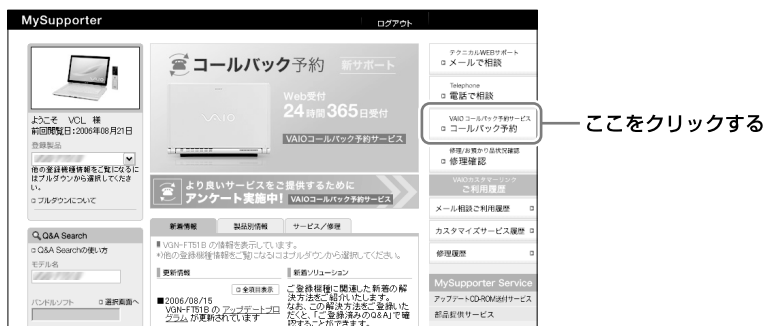 MySupporter
ログアウト
ようこそ VCL 様
前回閲覧日:2006年08月21日
登録製品
他の登録機種情報をご覧になるに
はプルダウンから選択してくださ
い。
プルダウンについて
Q&A Search
Q&A Searchの使い方
モデル名
バンドルソフト
選択画面へ
コールバック予約 新サポート
VAIO
Web受付
24時間365日受付
VAIOコールバック予約サービス
より良いサービスをご提供するために
アンケート実施中! VAIOコールバック予約サービス
新着情報 製品別情報 サービス/修理
VGN-FT51B の情報を表示しています。
*)他の登録機種情報をご覧になるにはプルダウンから選択してください。
更新情報
全項目表示
■2006/08/15
VGN-FT51B の アップデートプロ
グラム が更新されています
新着ソリューション
ご登録機種に関連した新着の解
決方法をご紹介いたします。
なお、この解決方法をご登録いた
だくと、「ご登録済みのQ&A」で確
認することができます。
テクニカルWEBサポート
メールで相談
Telephone
電話で相談
VAIO コールバック予約サービス
コールバック予約
修理/お預かり品状況確認
修理確認
VAIOカスタマーリンク
ご利用履歴
メール相談ご利用履歴
カスタマイズサービス履歴
修理履歴
MySupporter Service
アップデートCD-ROM送付サービス
部品提供サービス
ここをクリックする